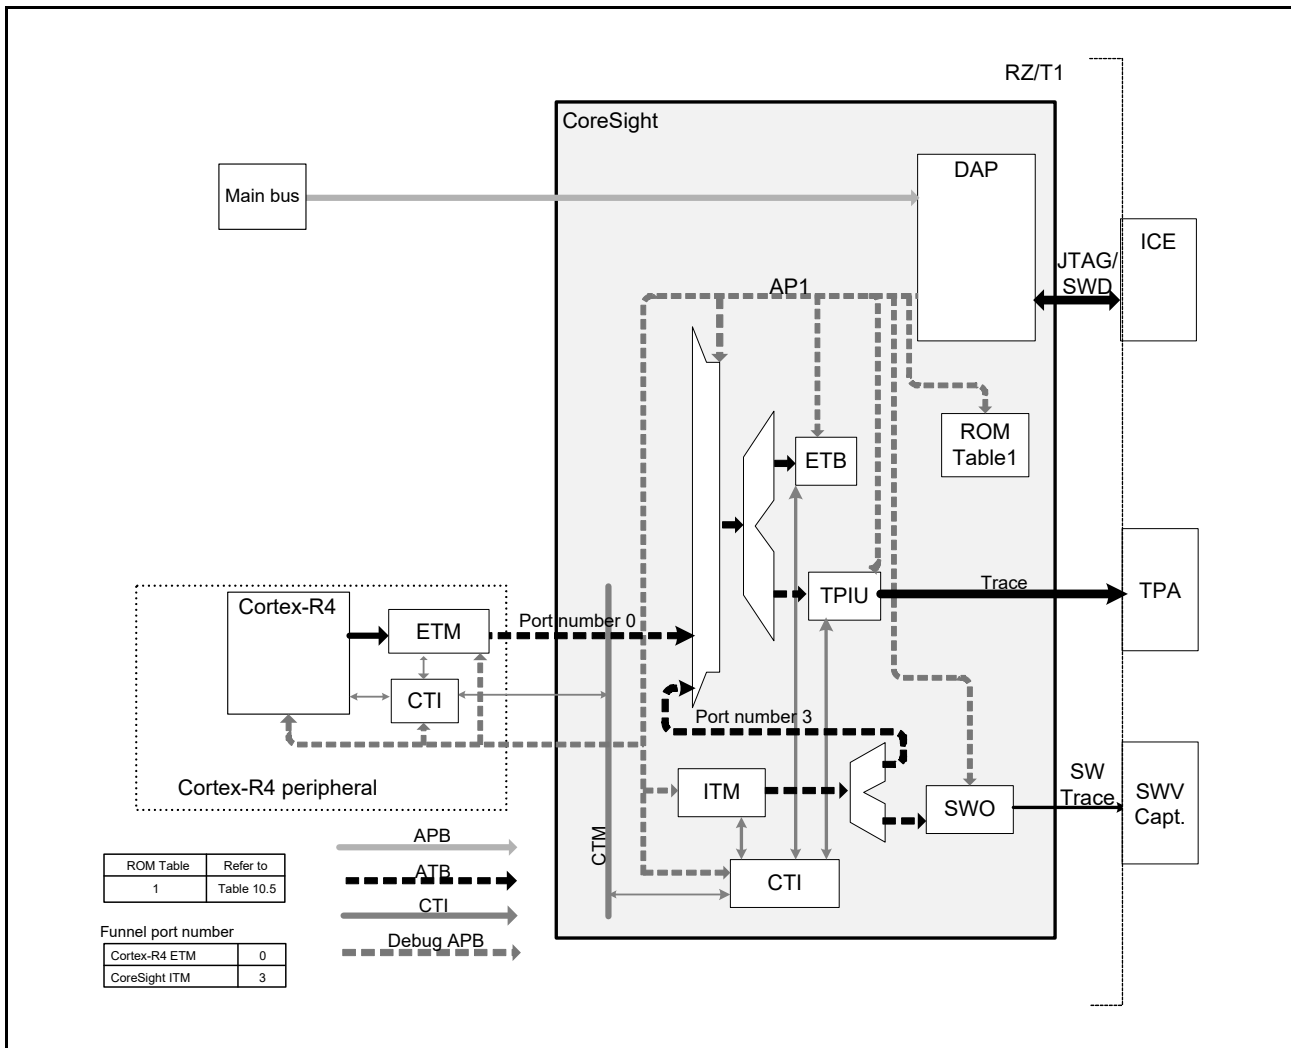 RZ/T1
CoreSight
DAP
Main bus
ICE
JTAG/
SWD
AP1
ROM
Table1
ETB
TPIU
Trace
TPA
Cortex-R4
ETM
Port number 0
CTI
Port number 3
Cortex-R4 peripheral
ITM
SWO
SW
Trace
SWV
Capt.
CTM
CTI
APB
ATB
CTI
Debug APB
ROM Table Refer to
1 Table 10.5
Funnel port number
Cortex-R4 ETM 0
CoreSight ITM 3